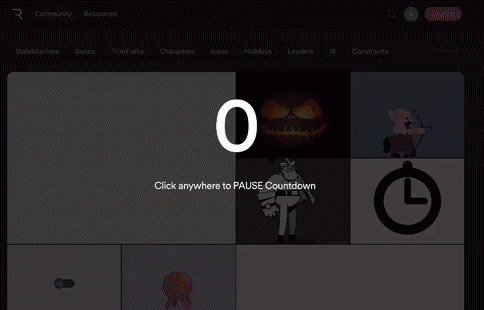 Community Resources
StateMachine Bones TrimPaths Characters Icons Holidays Loaders IK Constraints
0
Click anywhere to PAUSE Countdown